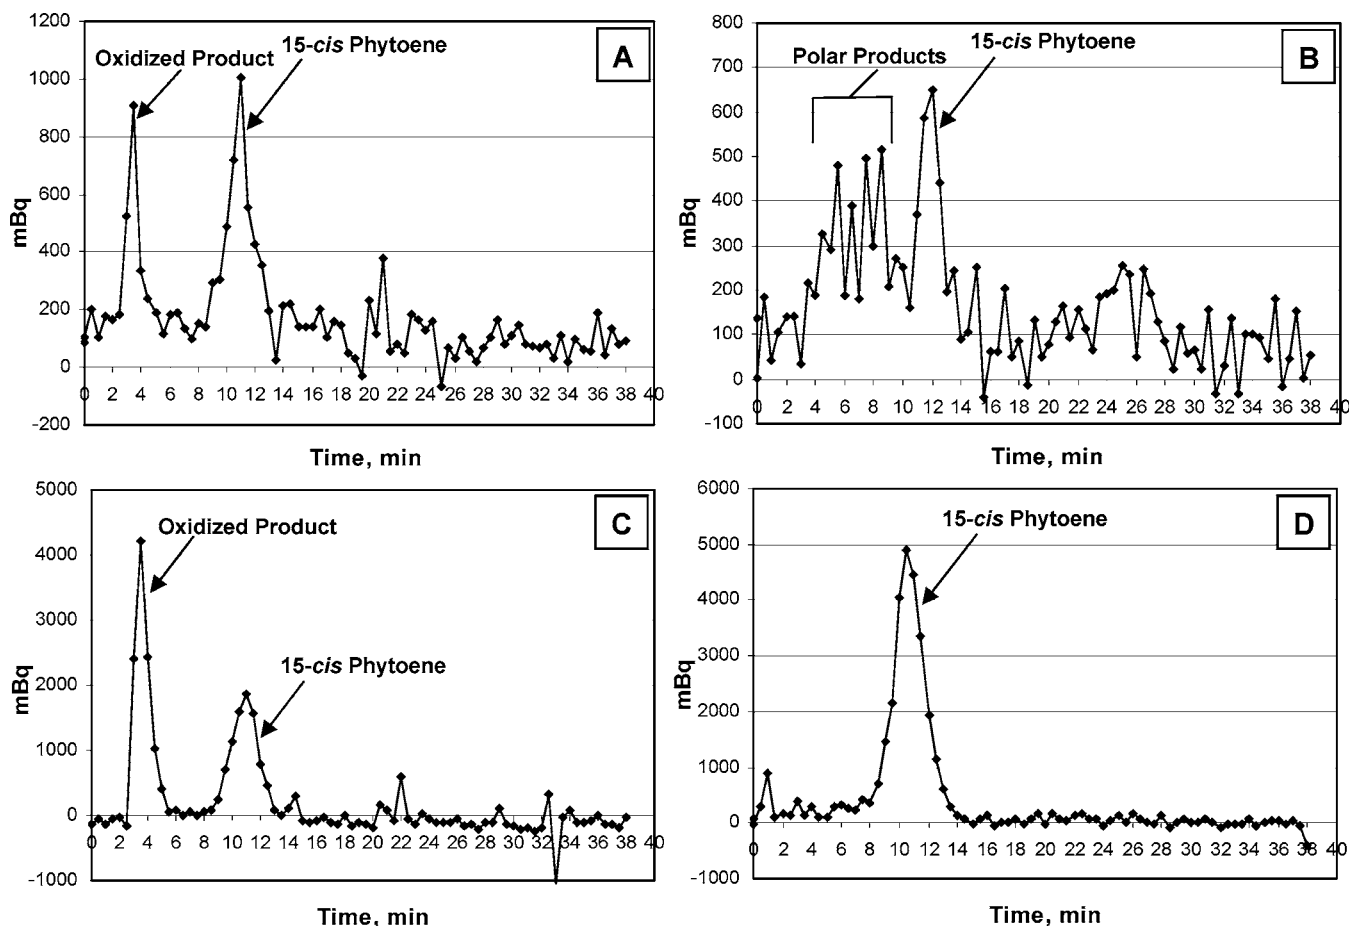 1200
1000
800
600
400
200
0
-200
mBq
Oxidized Product
15-cis Phytoene
A
0 2 4 6 8 10 12 14 16 18 20 22 24 26 28 30 32 34 36 38 40
Time, min
800
700
600
500
400
300
200
100
0
-100
mBq
Polar Products
15-cis Phytoene
B
0 2 4 6 8 10 12 14 16 18 20 22 24 26 28 30 32 34 36 38 40
Time, min
5000
4000
3000
2000
1000
0
-1000
mBq
Oxidized Product
15-cis Phytoene
C
0 2 4 6 8 10 12 14 16 18 20 22 24 26 28 30 32 34 36 38 40
Time, min
6000
5000
4000
3000
2000
1000
0
-1000
mBq
15-cis Phytoene
D
0 2 4 6 8 10 12 14 16 18 20 22 24 26 28 30 32 34 36 38 40
Time, min